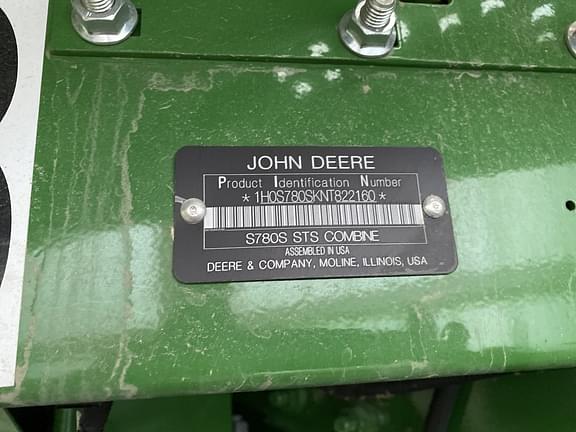 JOHN DEERE
Product Identification Number
*1H0S780SKNT822160*
S780S STS COMBINE
ASSEMBLED IN USA
DEERE & COMPANY, MOLINE, ILLINOIS, USA